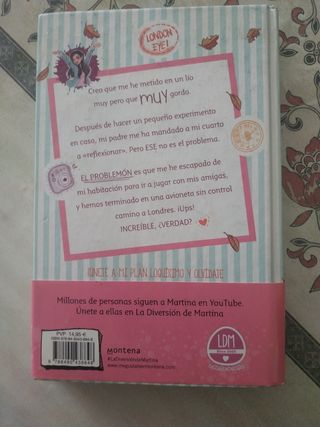 LONDON
EYE!
Creo que me he metido en un lío
muy pero que MUY gordo.
Después de hacer un pequeño experimento
en casa, mi padre me ha mandado a mi cuarto
a «reflexionar». Pero ESE no es el problema.
EL PROBLEMÓN es que me he escapado de
mi habitación para ir a jugar con mis amigas,
y hemos terminado en una avioneta sin control
camino a Londres. ¡Ups!
INCREÍBLE, ¿VERDAD?
¡ÚNETE A MI PLAN LOQUÍSIMO Y OLVÍDATE
Millones de personas siguen a Martina en YouTube.
Únete a ellas en La Diversión de Martina
PVP 14,95 €
montena
#LaDiversiónDeMartina
www.megustaleermontena.com
LDM